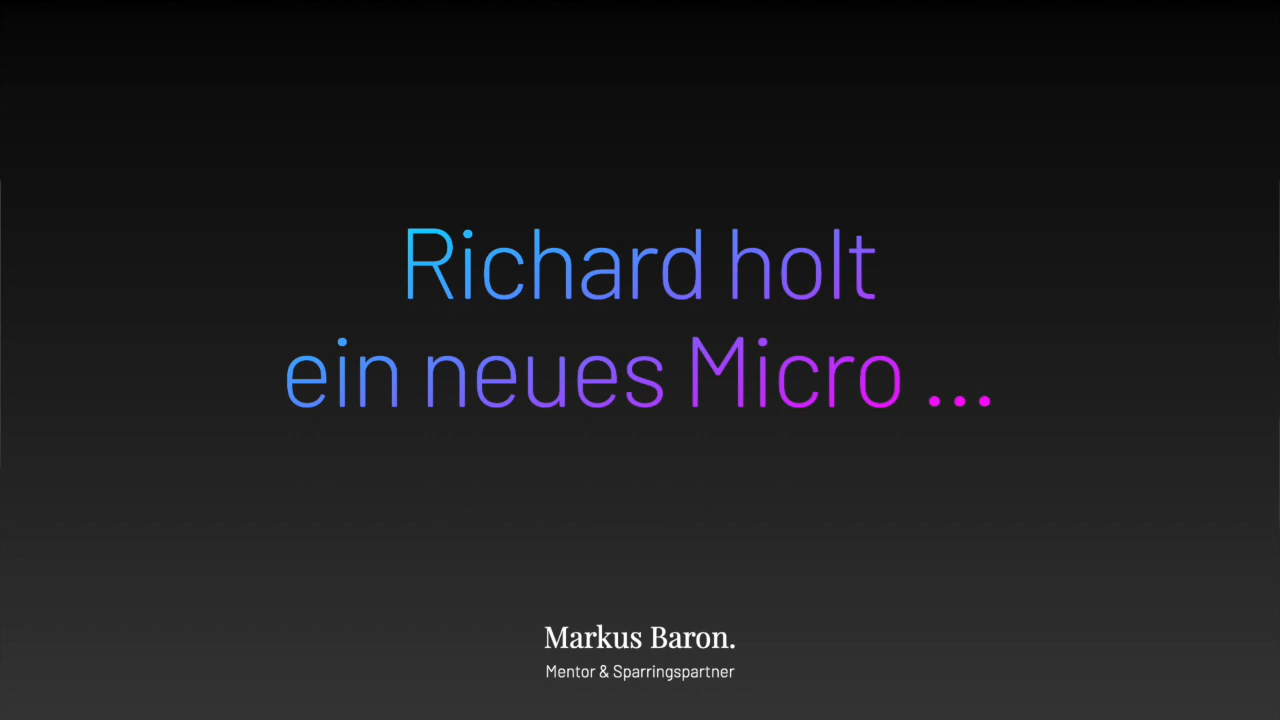 Richard holt
ein neues Micro ...
Markus Baron.
Mentor & Sparringspartner